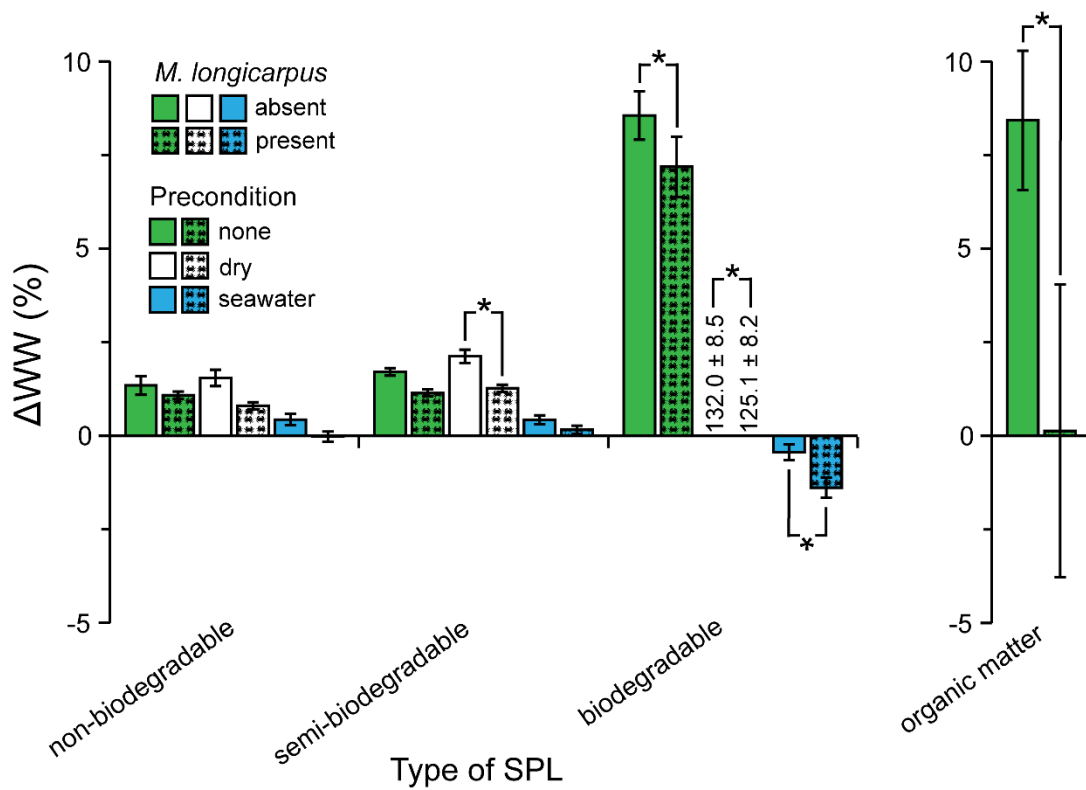 M. longicarpus
absent
present
Precondition
none
dry
seawater
ΔWW (%)
10
5
0
-5
*
*
*
132.0 ± 8.5
125.1 ± 8.2
*
*
10
5
0
-5
non-biodegradable
semi-biodegradable
biodegradable
organic matter
Type of SPL